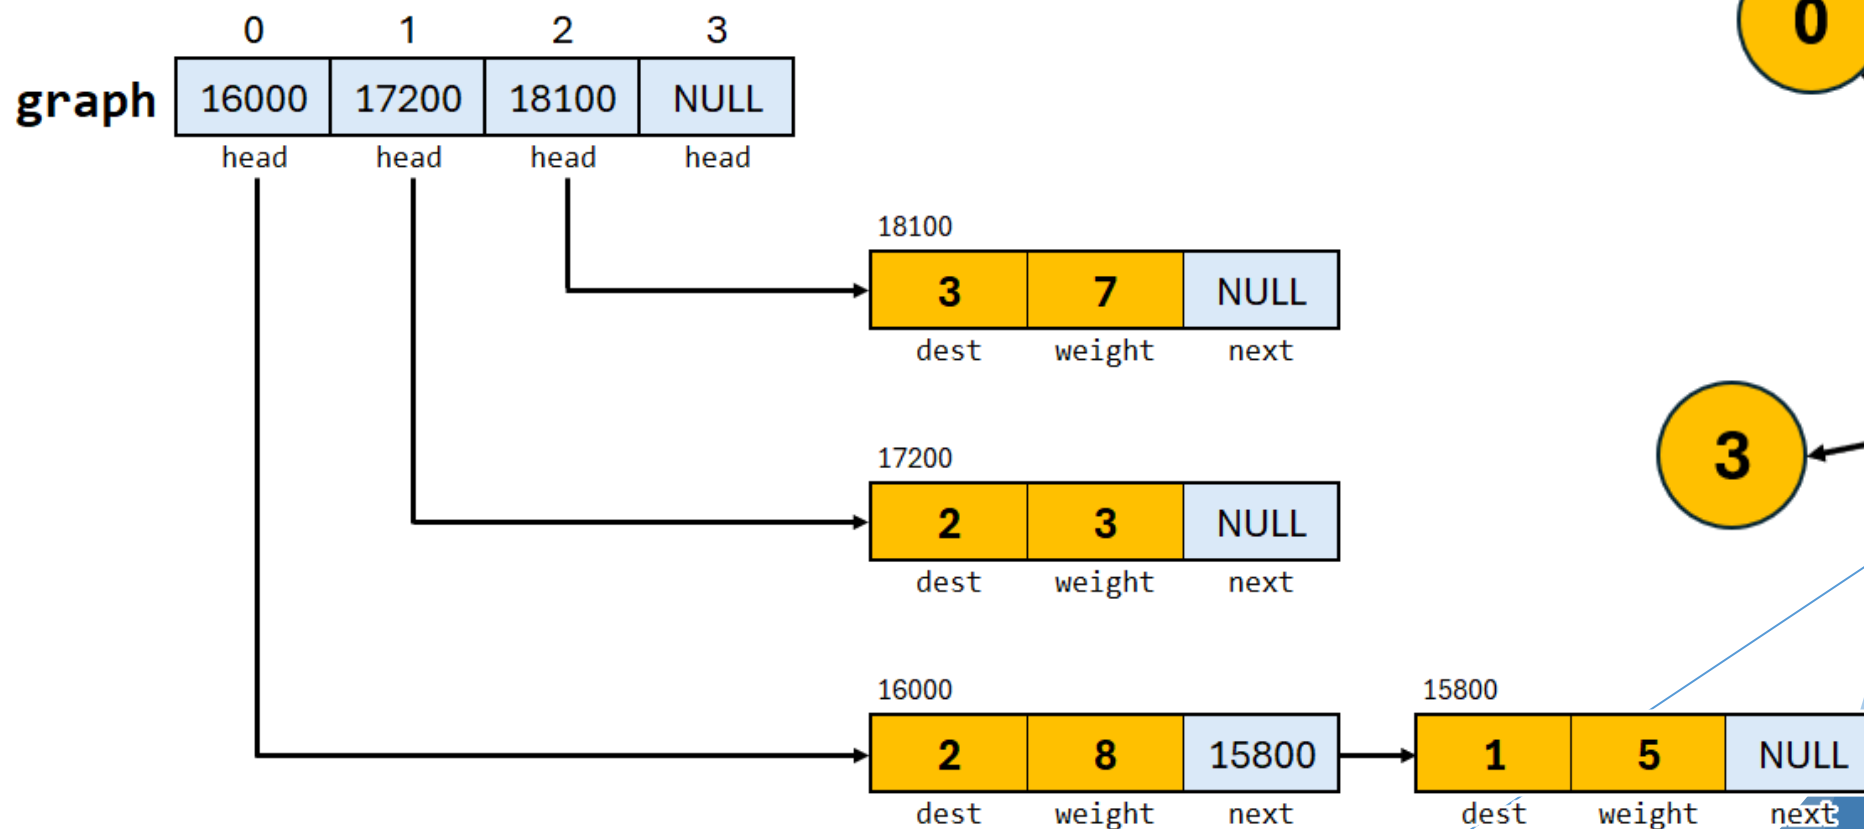 0 1 2 3
0
graph 16000 17200 18100 NULL
head head head head
18100
3 7 NULL
dest weight next
3
17200
2 3 NULL
dest weight next
16000 15800
2 8 15800 1 5 NULL
dest weight next dest weight next